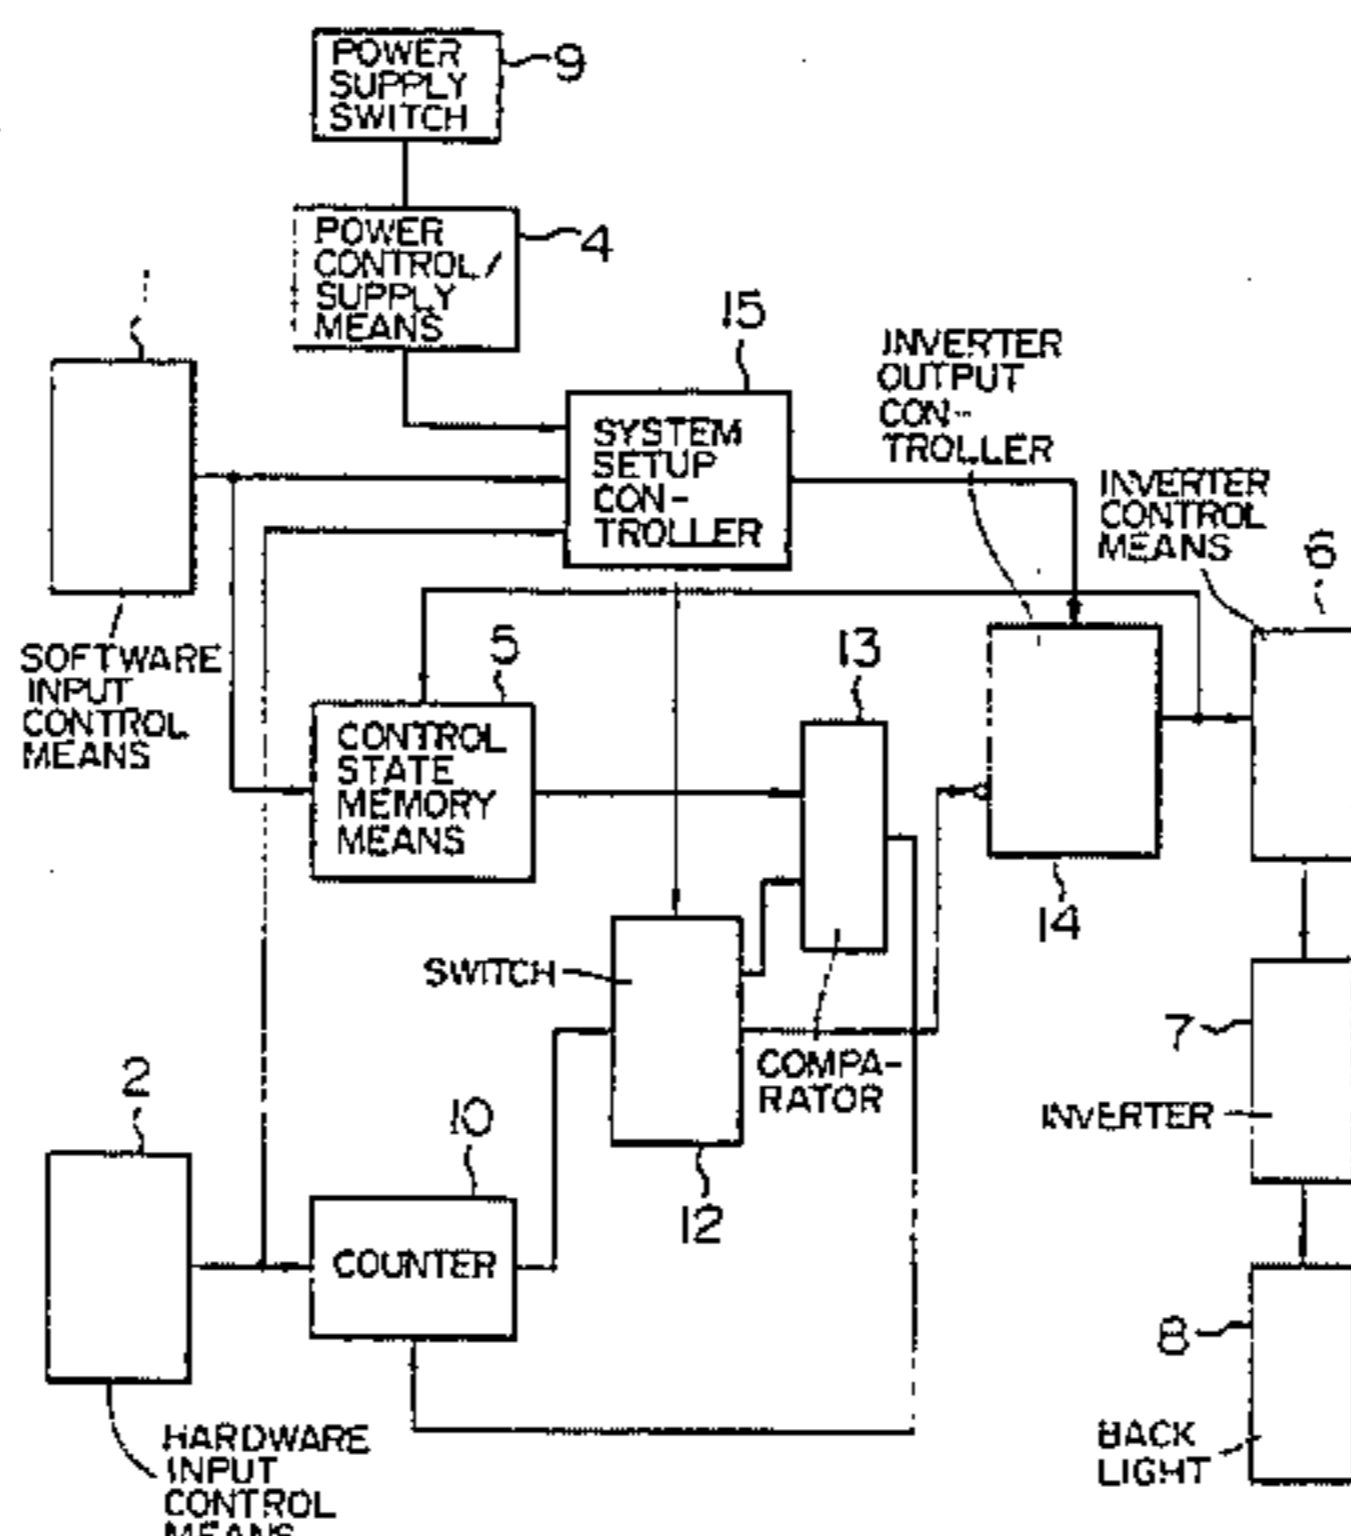 POWER
SUPPLY
SWITCH
9
POWER
CONTROL/
SUPPLY
MEANS
4
15
SYSTEM
SETUP
CON-
TROLLER
INVERTER
OUTPUT
CON-
TROLLER
INVERTER
CONTROL
MEANS
6
SOFTWARE
INPUT
CONTROL
MEANS
5
CONTROL
STATE
MEMORY
MEANS
13
14
SWITCH
COMPA-
RATOR
7
INVERTER
2
10
COUNTER
12
8
BACK
LIGHT
HARDWARE
INPUT
CONTROL
MEANS